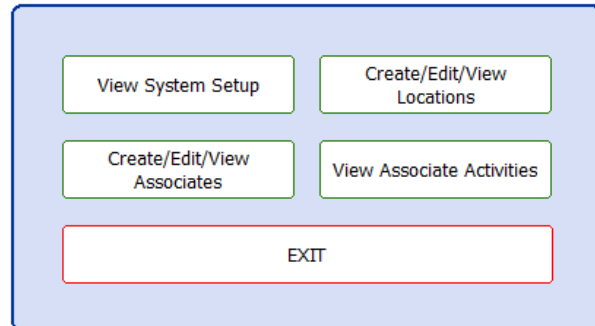 View System Setup
Create/Edit/View
Locations
Create/Edit/View
Associates
View Associate Activities
EXIT